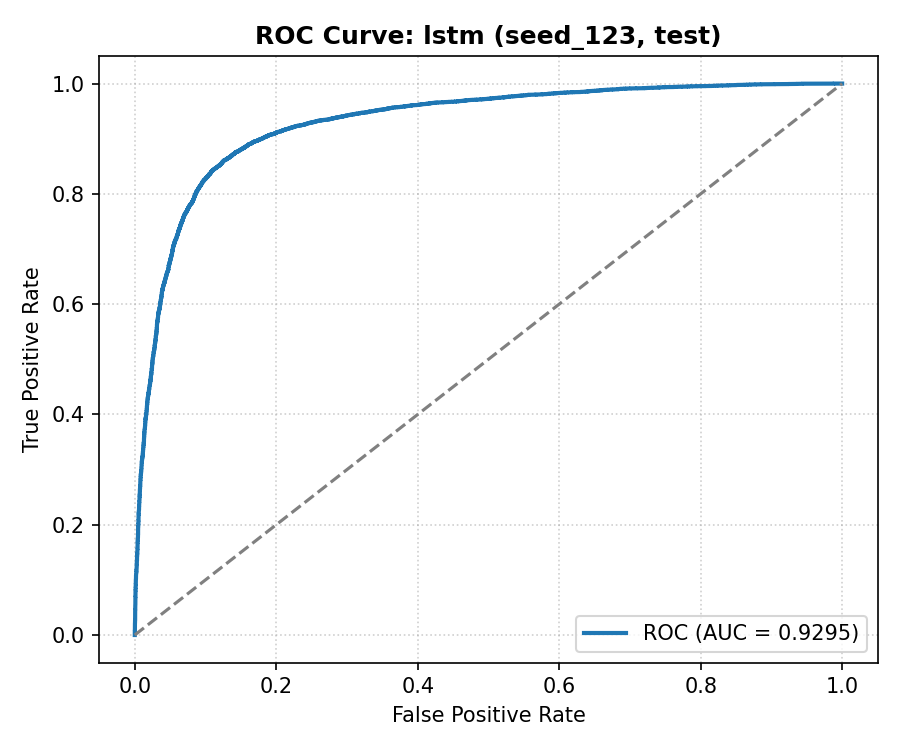 ROC Curve: lstm (seed_123, test)
True Positive Rate
1.0
0.8
0.6
0.4
0.2
0.0
ROC (AUC = 0.9295)
0.0 0.2 0.4 0.6 0.8 1.0
False Positive Rate